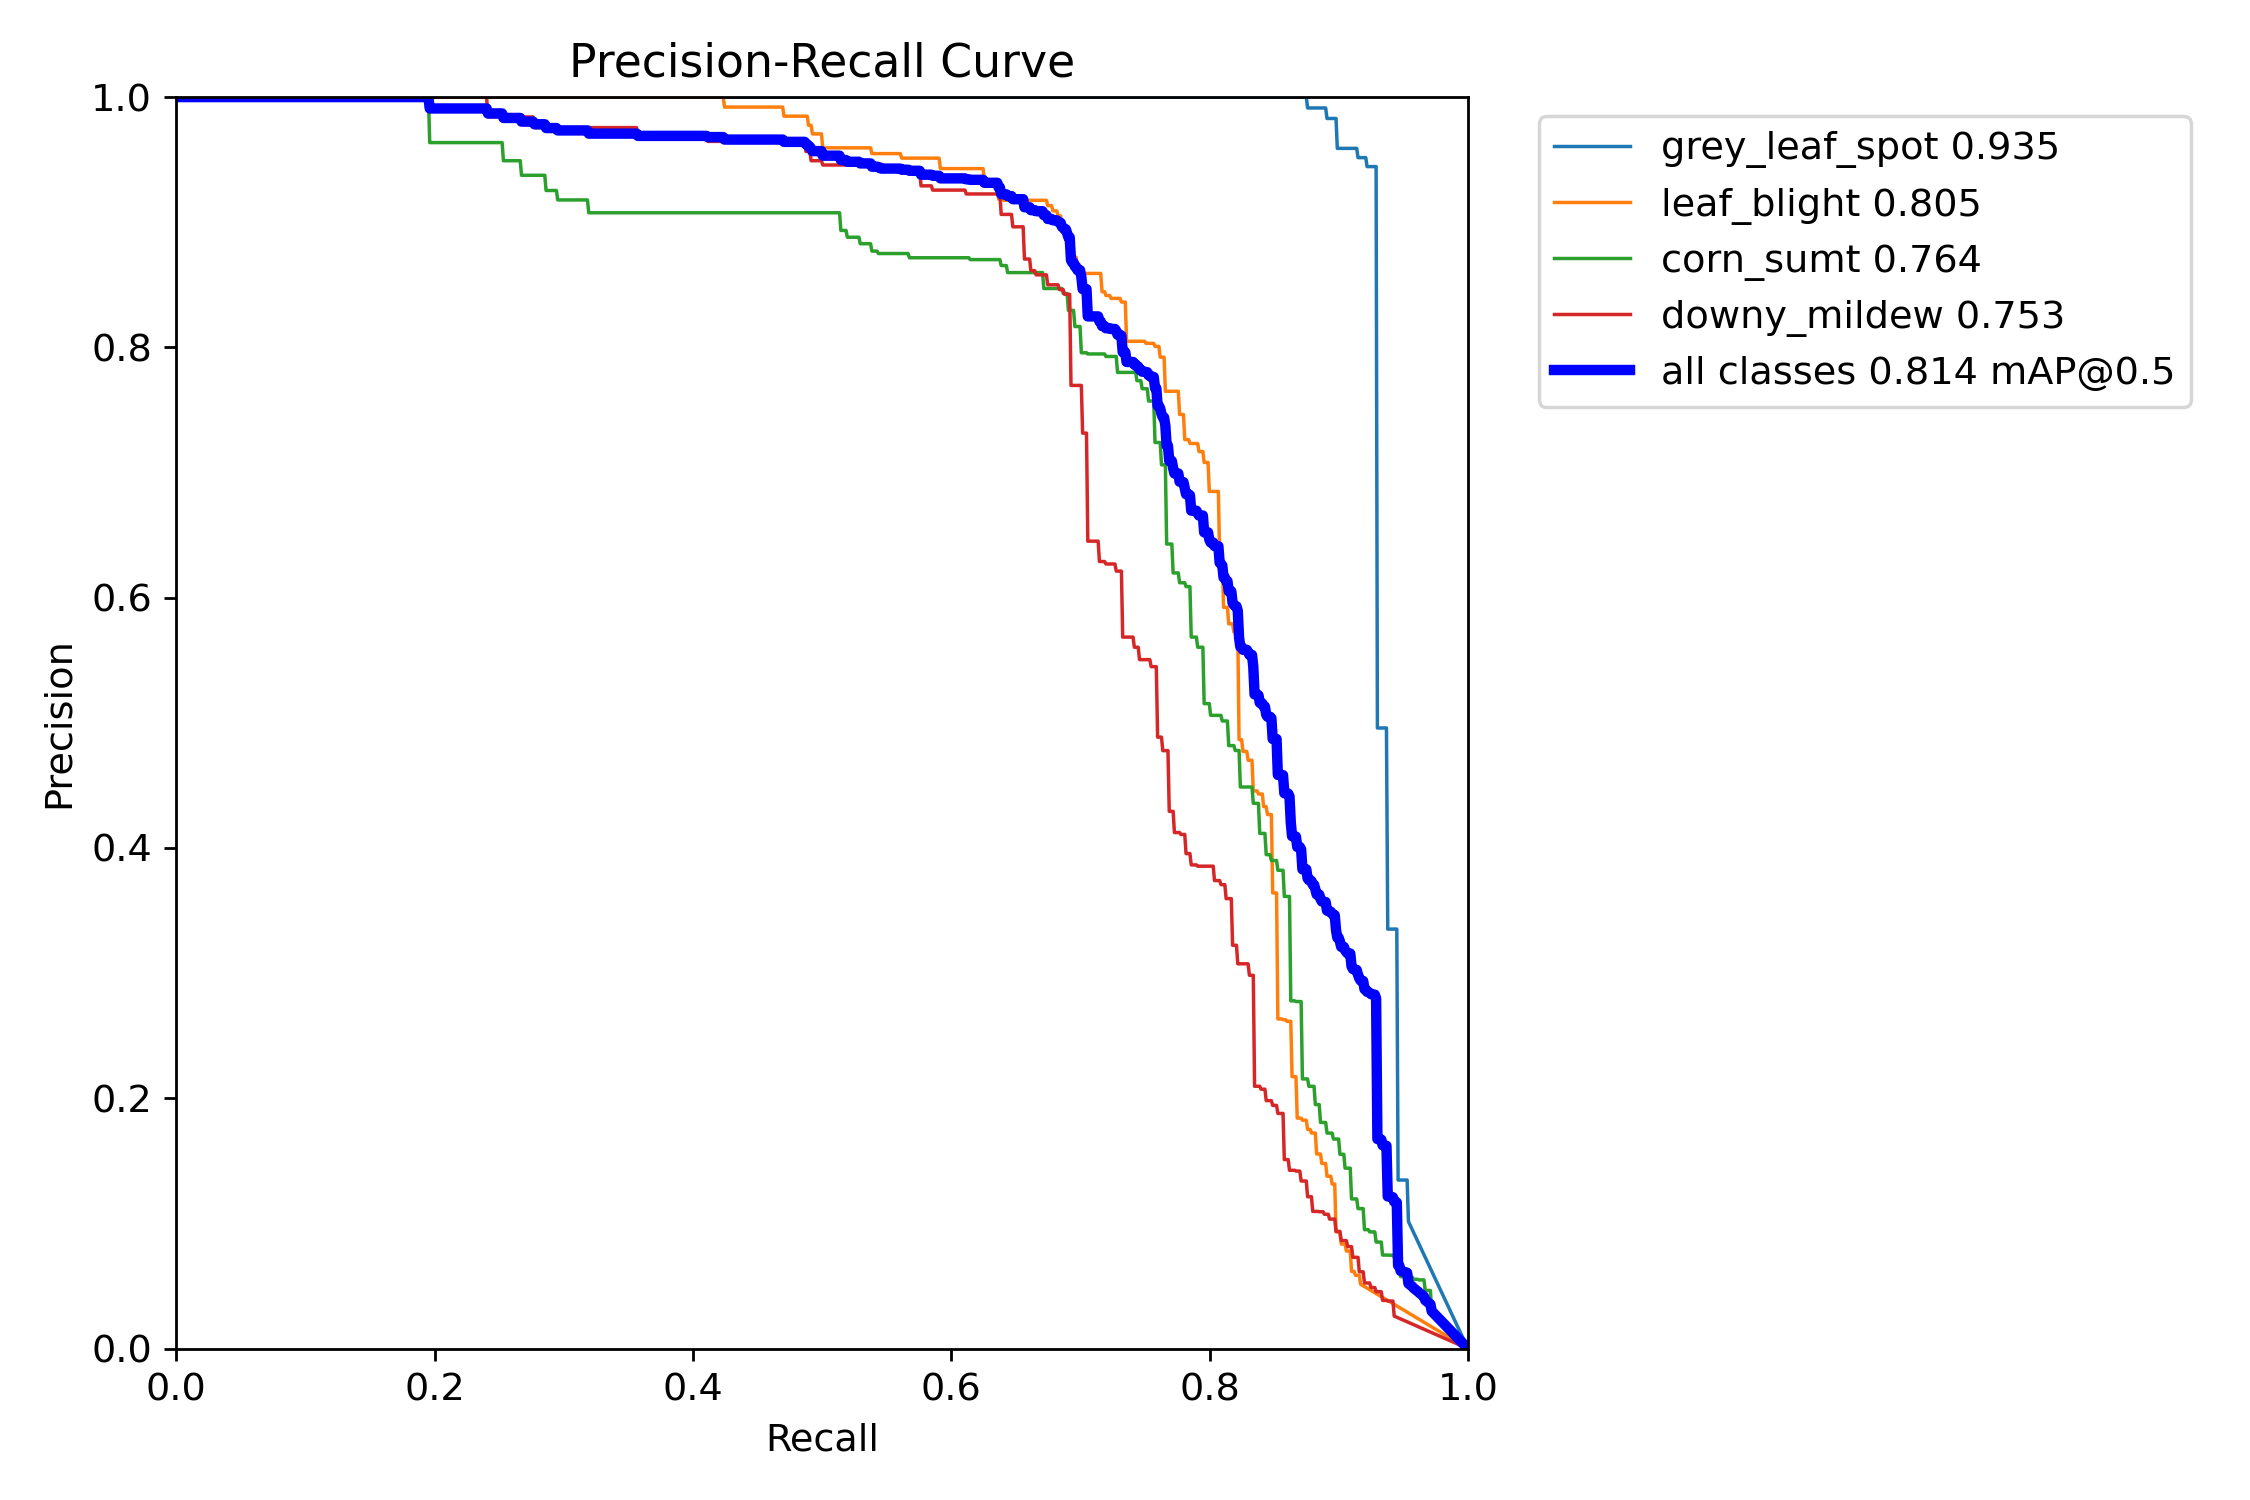 Precision-Recall Curve
1.0
0.8
0.6
0.4
0.2
0.0
Precision
0.0 0.2 0.4 0.6 0.8 1.0
Recall
grey_leaf_spot 0.935
leaf_blight 0.805
corn_sumt 0.764
downy_mildew 0.753
all classes 0.814 mAP@0.5